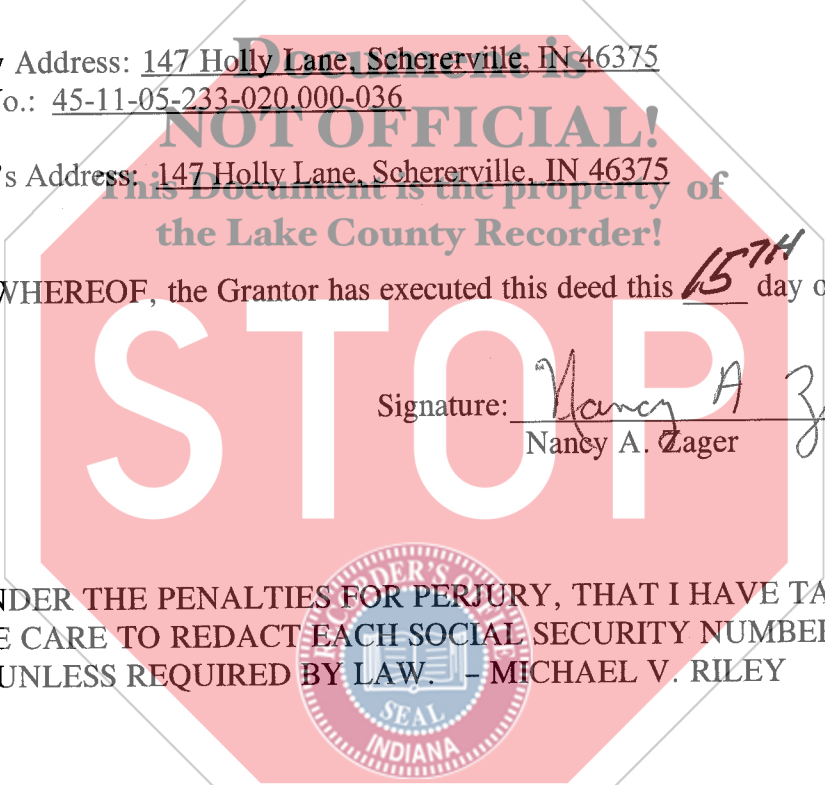 Document is
y Address: 147 Holly Lane, Schererville, IN 46375
o.: 45-11-05-233-020.000-036
NOT OFFICIAL!
's Address: 147 Holly Lane, Schererville, IN 46375
This Document is the property of
the Lake County Recorder!
WHEREOF, the Grantor has executed this deed this 15TH day o
STOP
Signature: Nancy A Z
Nancy A. Zager
NDER THE PENALTIES FOR PERJURY, THAT I HAVE TA
E CARE TO REDACT EACH SOCIAL SECURITY NUMBER
UNLESS REQUIRED BY LAW. – MICHAEL V. RILEY
RECORDER'S OFFICE
SEAL
INDIANA